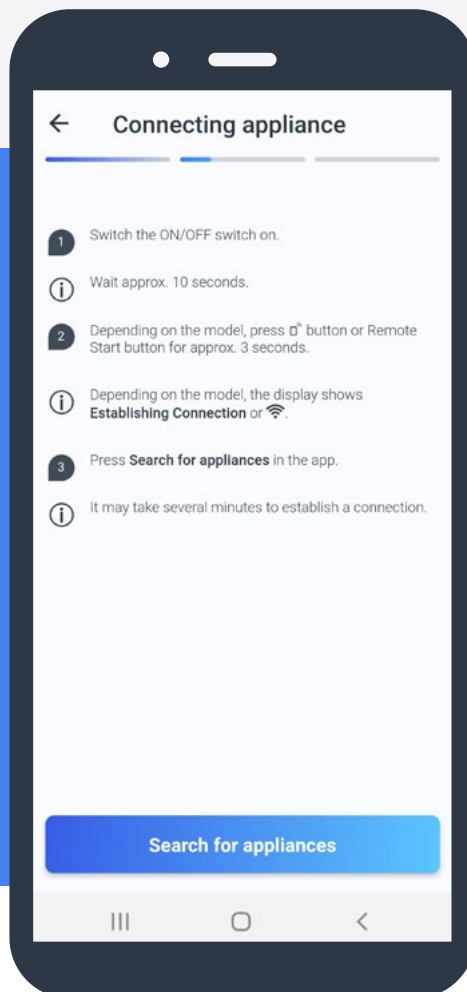 Connecting appliance
1 Switch the ON/OFF switch on.
Wait approx. 10 seconds.
2 Depending on the model, press button or Remote
Start button for approx. 3 seconds.
Depending on the model, the display shows
Establishing Connection or .
3 Press Search for appliances in the app.
It may take several minutes to establish a connection.
Search for appliances